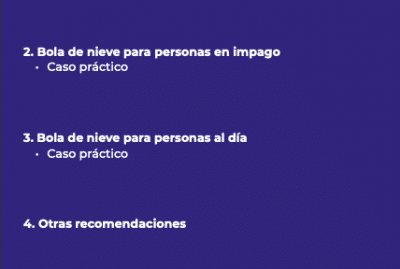 2. Bola de nieve para personas en impago
• Caso práctico
3. Bola de nieve para personas al día
• Caso práctico
4. Otras recomendaciones